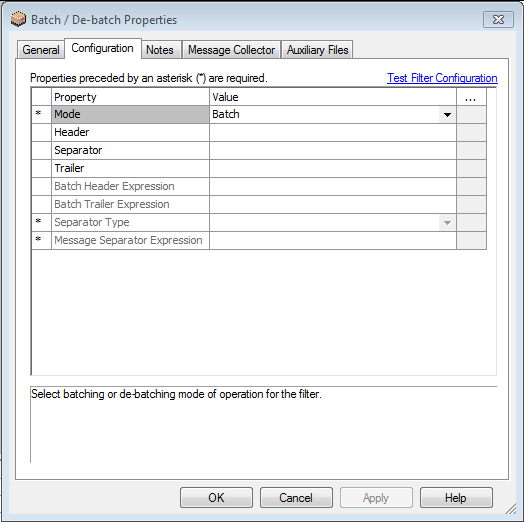 Batch / De-batch Properties
General Configuration Notes Message Collector Auxiliary Files
Properties preceded by an asterisk (*) are required. Test Filter Configuration
Property Value ...
* Mode Batch
Header
Separator
Trailer
Batch Header Expression
Batch Trailer Expression
* Separator Type
* Message Separator Expression
Select batching or de-batching mode of operation for the filter.
OK Cancel Apply Help